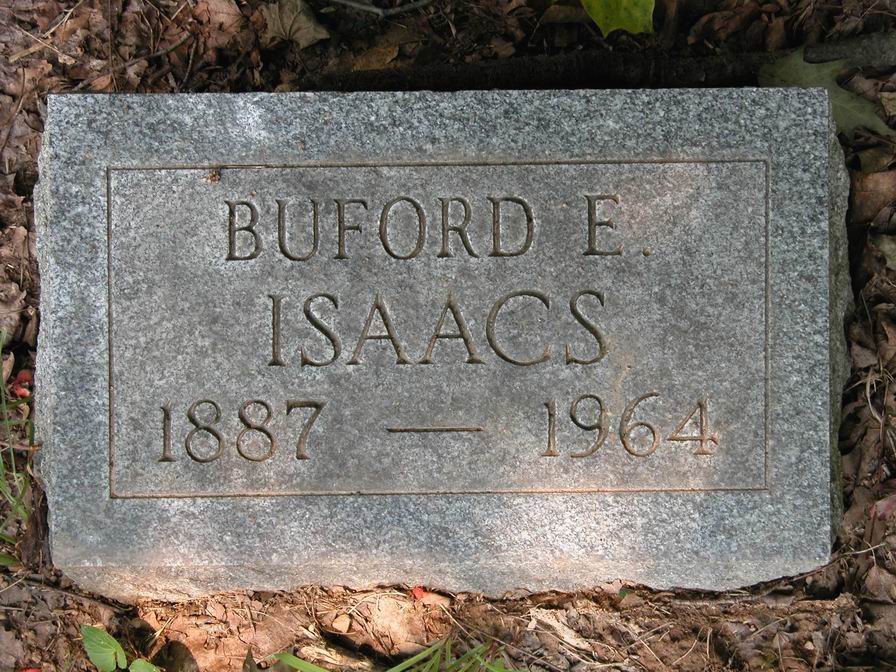 BUFORD E.
ISAACS
1887 — 1964